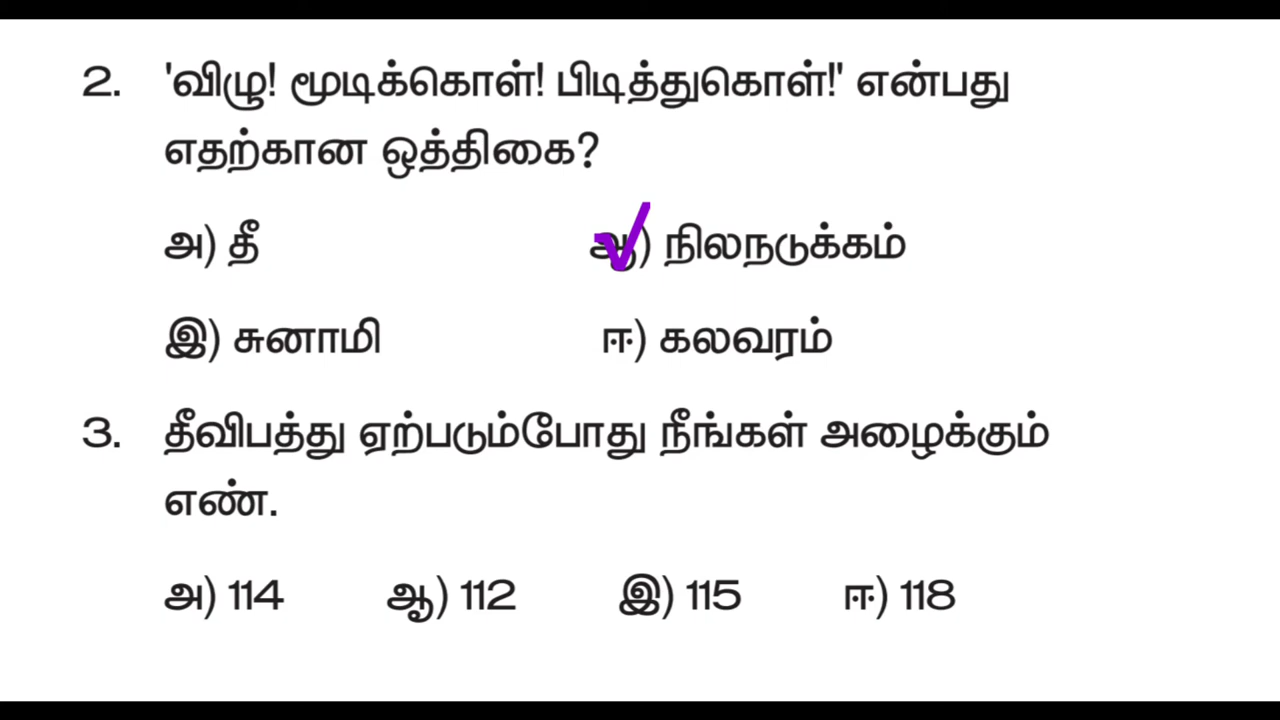 2. 'விழு! மூடிக்கொள்! பிடித்துகொள்!' என்பது
எதற்கான ஒத்திகை?
அ) தீ ஆ) நிலநடுக்கம்
இ) சுனாமி ஈ) கலவரம்
3. தீவிபத்து ஏற்படும்போது நீங்கள் அழைக்கும்
எண்.
அ) 114 ஆ) 112 இ) 115 ஈ) 118